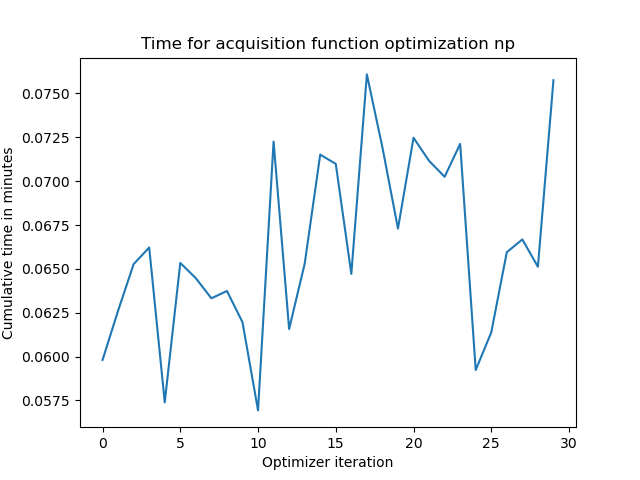 Time for acquisition function optimization np
Cumulative time in minutes
0.0750
0.0725
0.0700
0.0675
0.0650
0.0625
0.0600
0.0575
0 5 10 15 20 25 30
Optimizer iteration